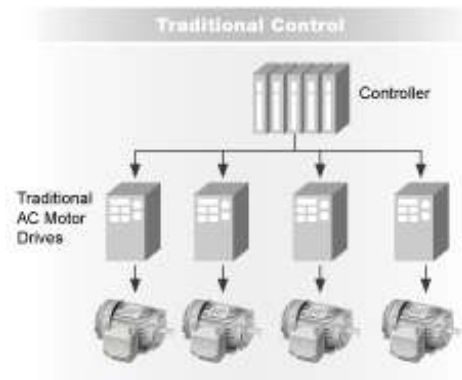 Traditional Control
Controller
Traditional
AC Motor
Drives